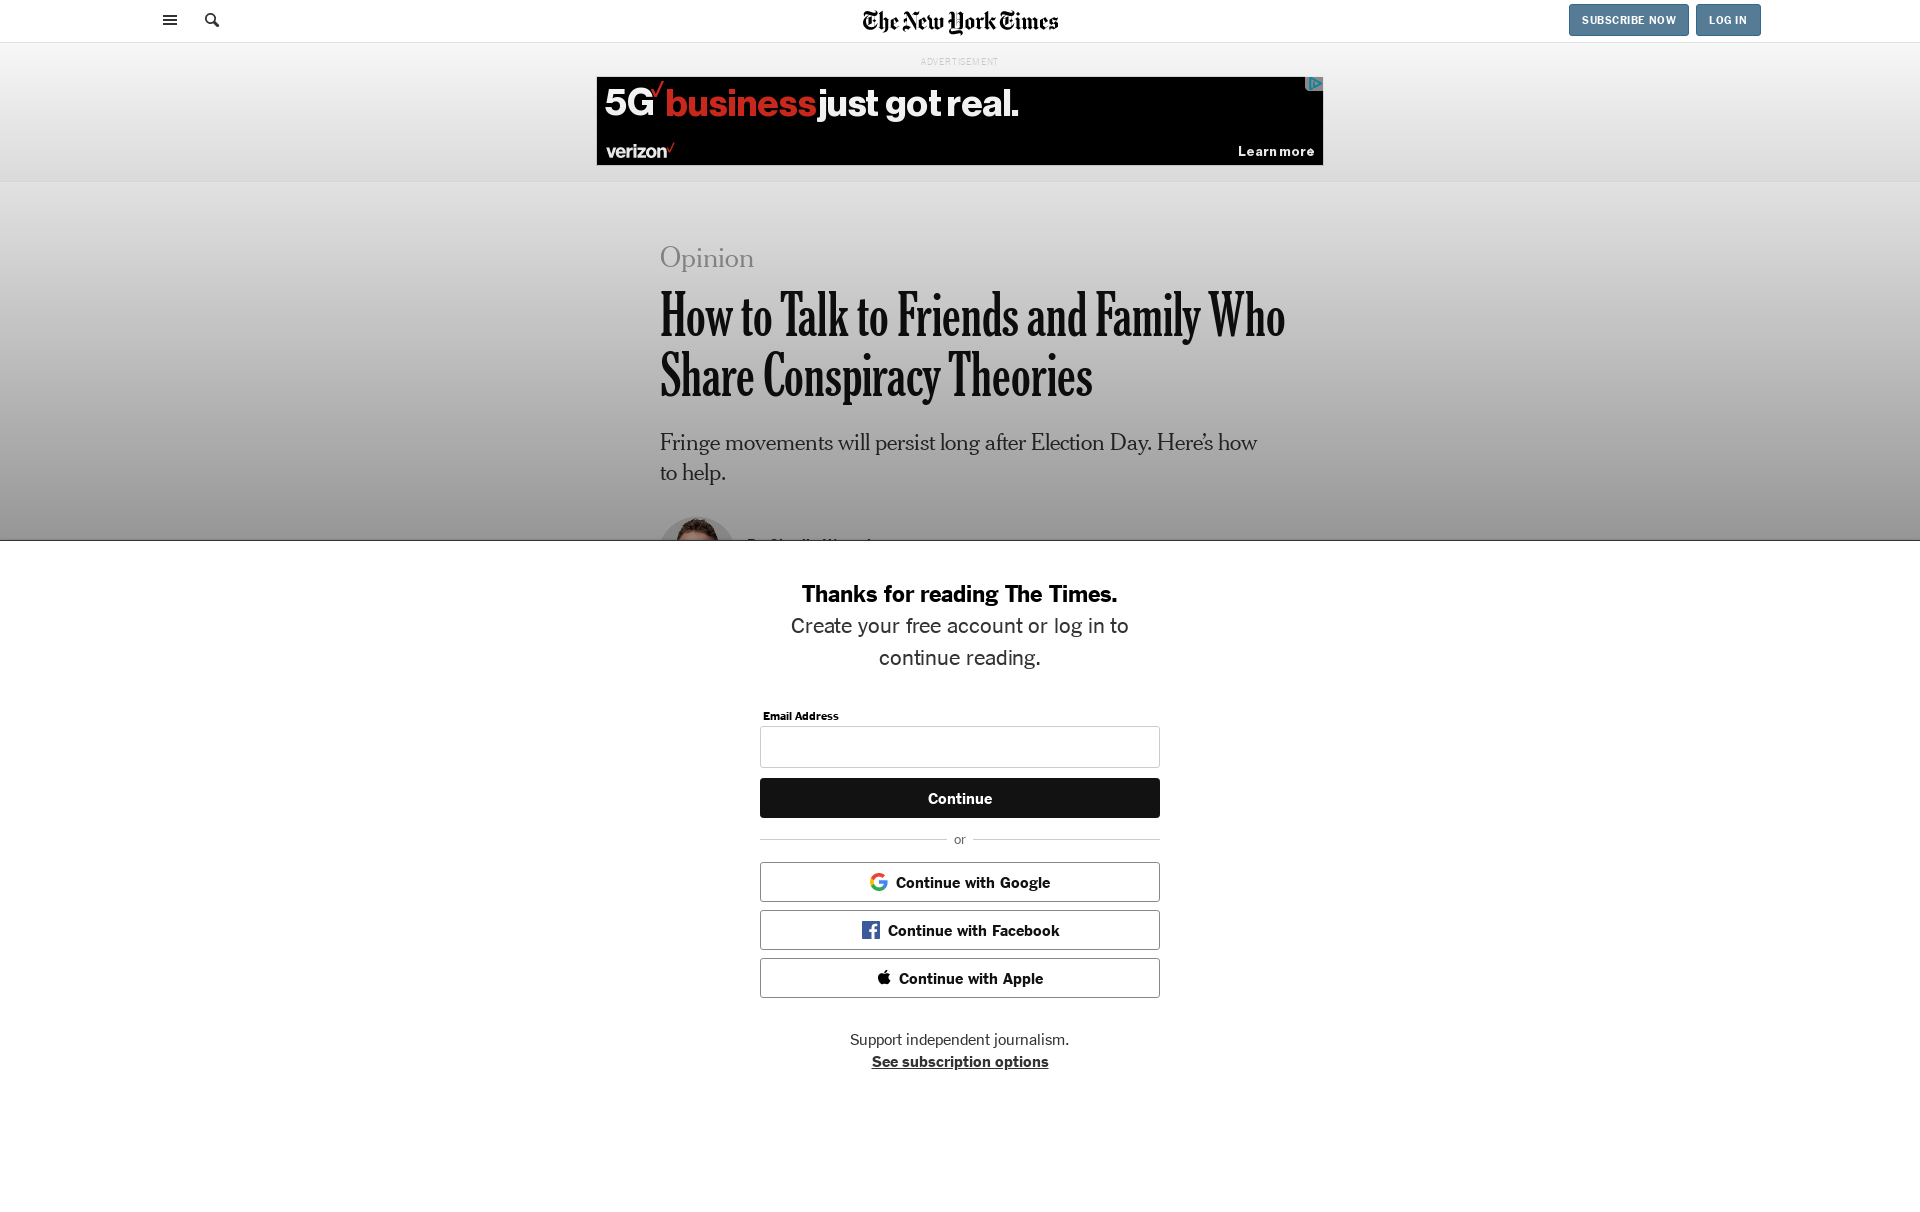 The New York Times
SUBSCRIBE NOW
LOG IN
ADVERTISEMENT
5G business just got real.
verizon
Learn more
Opinion
How to Talk to Friends and Family Who
Share Conspiracy Theories
Fringe movements will persist long after Election Day. Here’s how
to help.
Thanks for reading The Times.
Create your free account or log in to
continue reading.
Email Address
Continue
or
Continue with Google
Continue with Facebook
Continue with Apple
Support independent journalism.
See subscription options